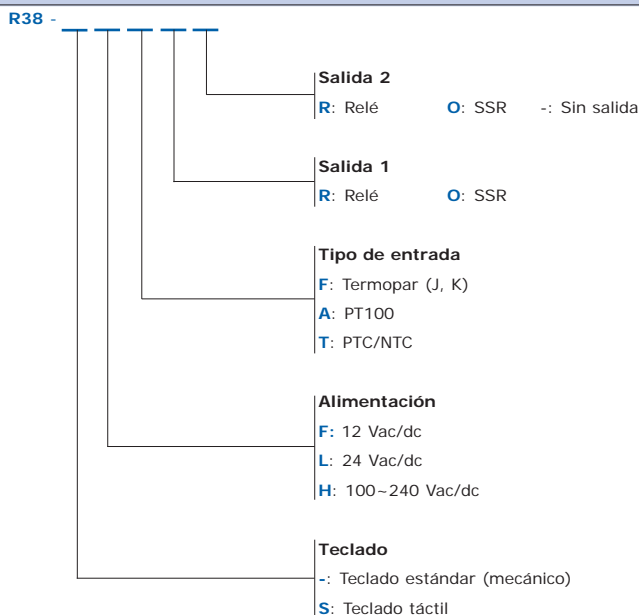 R38 -
Salida 2
R: Relé O: SSR -: Sin salida
Salida 1
R: Relé O: SSR
Tipo de entrada
F: Termopar (J, K)
A: PT100
T: PTC/NTC
Alimentación
F: 12 Vac/dc
L: 24 Vac/dc
H: 100~240 Vac/dc
Teclado
-: Teclado estándar (mecánico)
S: Teclado táctil